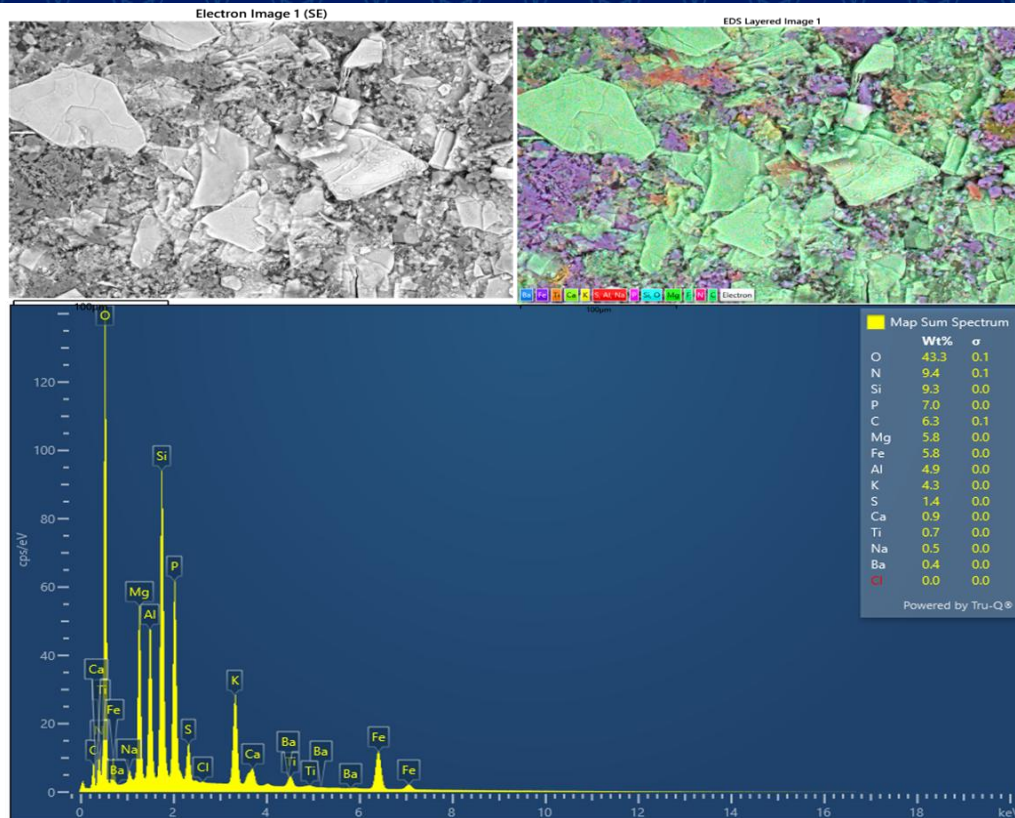 Electron Image 1 (SE)
EDS Layered Image 1
Ba Fe Ti Ca K S, Al, Na P Si, O Mg F N C Electron
100µm
100µm
Map Sum Spectrum
Wt% σ
O 43.3 0.1
N 9.4 0.1
Si 9.3 0.0
P 7.0 0.0
C 6.3 0.1
Mg 5.8 0.0
Fe 5.8 0.0
Al 4.9 0.0
K 4.3 0.0
S 1.4 0.0
Ca 0.9 0.0
Ti 0.7 0.0
Na 0.5 0.0
Ba 0.4 0.0
Cl 0.0 0.0
Powered by Tru-Q®
cps/eV
120
100
80
60
40
20
0
O
Si
P
Mg
Al
Ca
Ti
K
Fe
N
C
Na
Ba
S
Cl
Ca
Ba
Ti
Ti
Ba
Ba
Fe
Fe
0 2 4 6 8 10 12 14 16 18 keV